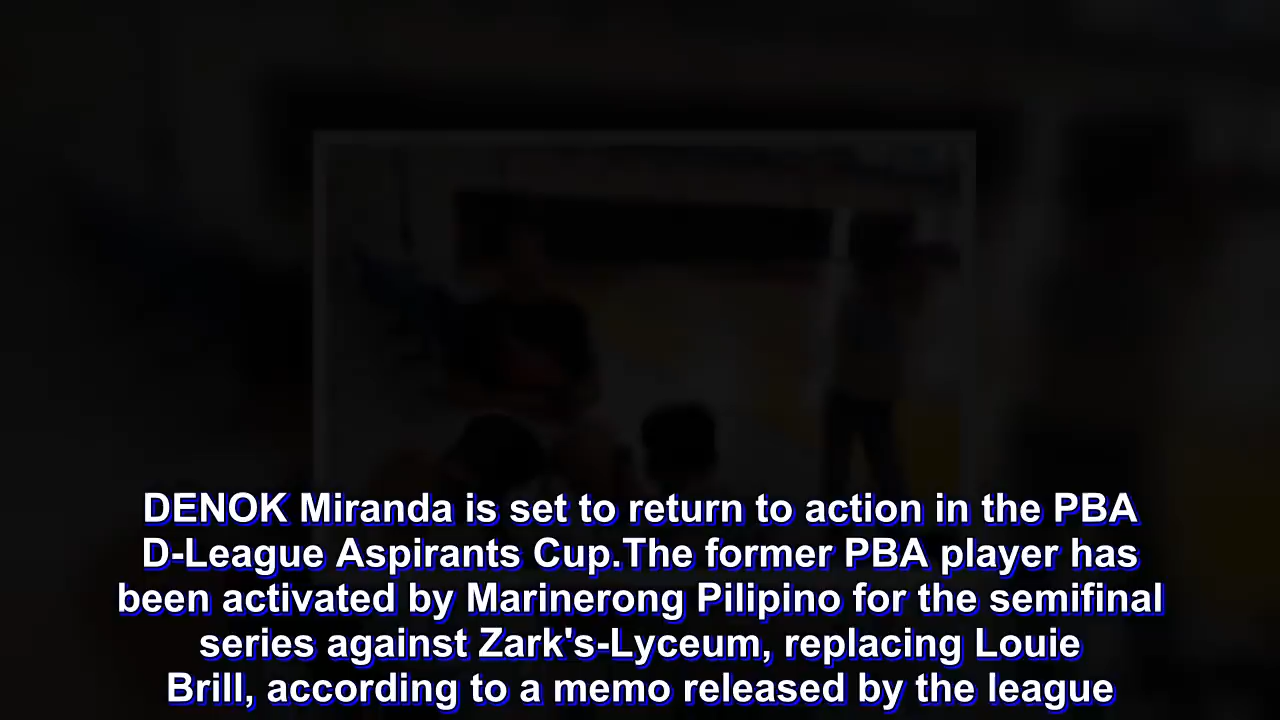 DENOK Miranda is set to return to action in the PBA
D-League Aspirants Cup.The former PBA player has
been activated by Marinerong Pilipino for the semifinal
series against Zark's-Lyceum, replacing Louie
Brill, according to a memo released by the league